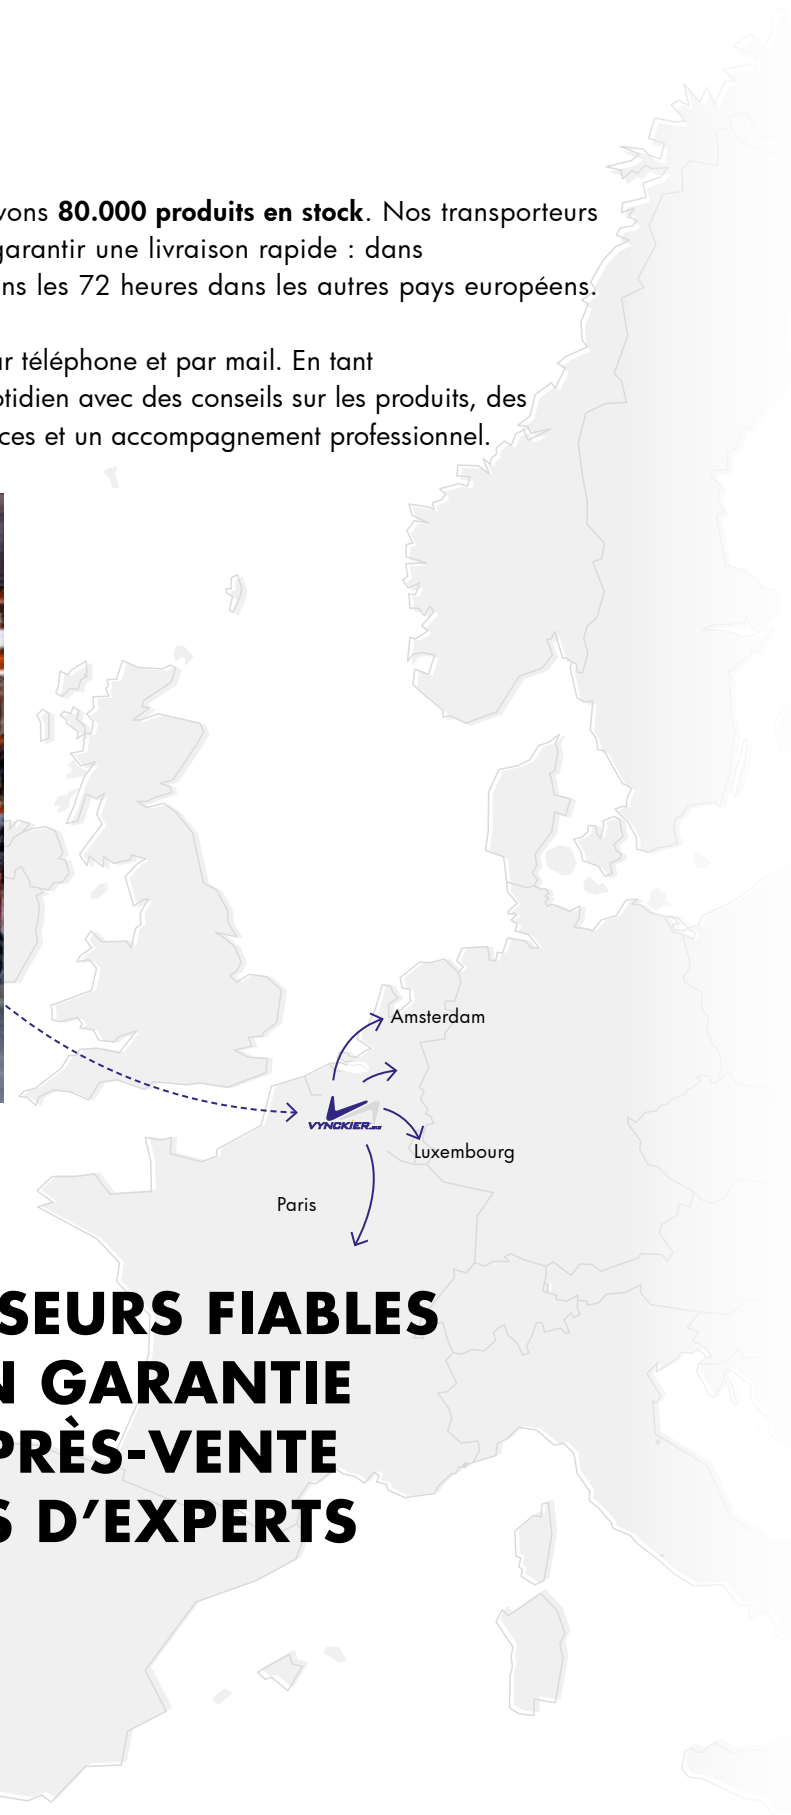 vons 80.000 produits en stock. Nos transporteurs
garantir une livraison rapide : dans
ns les 72 heures dans les autres pays européens.
ar téléphone et par mail. En tant
otidien avec des conseils sur les produits, des
ces et un accompagnement professionnel.
Amsterdam
VYNCKIER
Luxembourg
Paris
SEURS FIABLES
N GARANTIE
PRÈS-VENTE
S D’EXPERTS